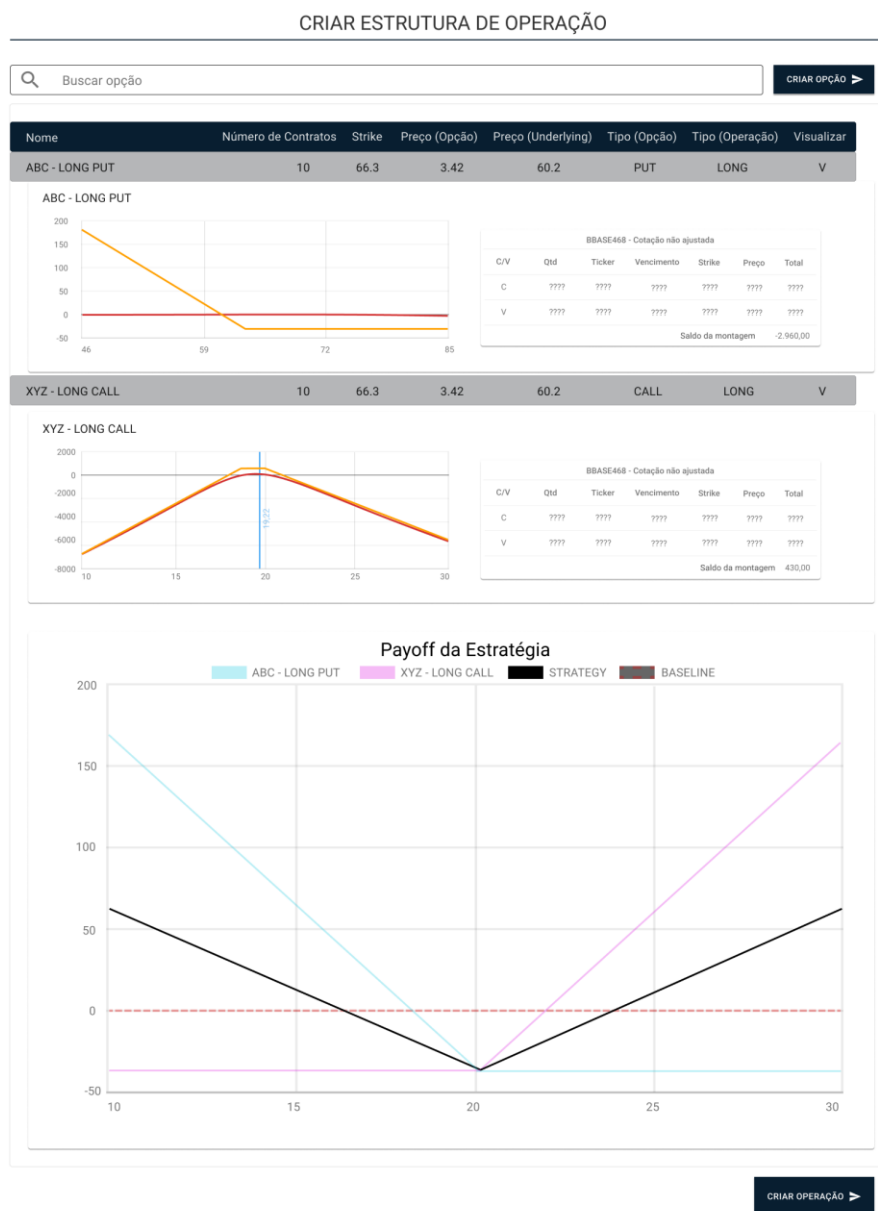 CRIAR ESTRUTURA DE OPERAÇÃO
Buscar opção
CRIAR OPÇÃO
Nome Número de Contratos Strike Preço (Opção) Preço (Underlying) Tipo (Opção) Tipo (Operação) Visualizar
ABC - LONG PUT 10 66.3 3.42 60.2 PUT LONG V
ABC - LONG PUT
200
150
100
50
0
-50
46 59 72 85
BBASE468 - Cotação não ajustada
C/V Qtd Ticker Vencimento Strike Preço Total
C ???? ???? ???? ???? ???? ????
V ???? ???? ???? ???? ???? ????
Saldo da montagem -2.960,00
XYZ - LONG CALL 10 66.3 3.42 60.2 CALL LONG V
XYZ - LONG CALL
2000
0
-2000
-4000
-6000
-8000
10 15 20 25 30
19.22
BBASE468 - Cotação não ajustada
C/V Qtd Ticker Vencimento Strike Preço Total
C ???? ???? ???? ???? ???? ????
V ???? ???? ???? ???? ???? ????
Saldo da montagem 430,00
Payoff da Estratégia
ABC - LONG PUT XYZ - LONG CALL STRATEGY BASELINE
200
150
100
50
0
-50
10 15 20 25 30
CRIAR OPERAÇÃO